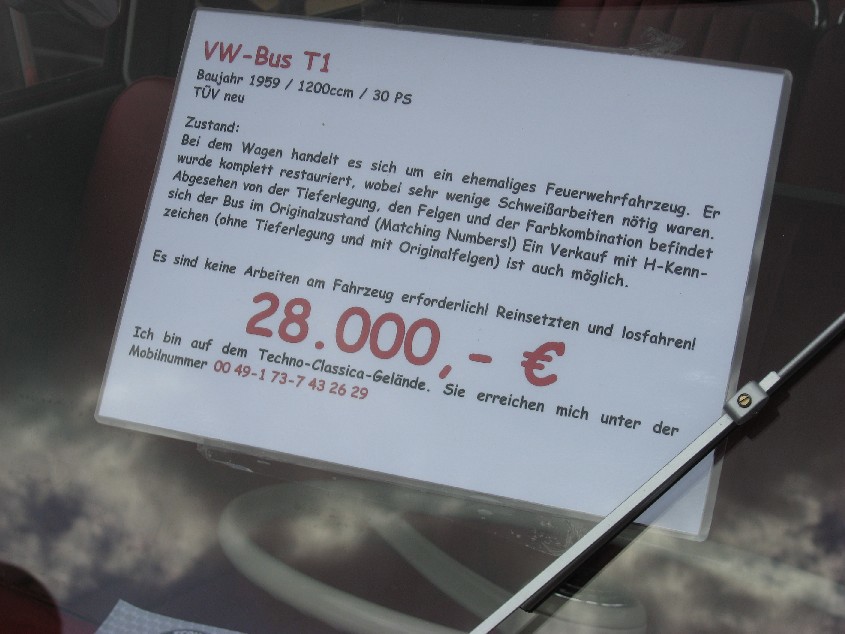 VW-Bus T1
Baujahr 1959 / 1200ccm / 30 PS
TÜV neu
Zustand:
Bei dem Wagen handelt es sich um ein ehemaliges Feuerwehrfahrzeug. Er
wurde komplett restauriert, wobei sehr wenige Schweißarbeiten nötig waren.
Abgesehen von der Tieferlegung, den Felgen und der Farbkombination befindet
sich der Bus im Originalzustand (Matching Numbers!) Ein Verkauf mit H-Kenn-
zeichen (ohne Tieferlegung und mit Originalfelgen) ist auch möglich.
Es sind keine Arbeiten am Fahrzeug erforderlich! Reinsetzten und losfahren!
28.000,- €
Ich bin auf dem Techno-Classica-Gelände. Sie erreichen mich unter der
Mobilnummer 00 49-1 73-7 43 26 29